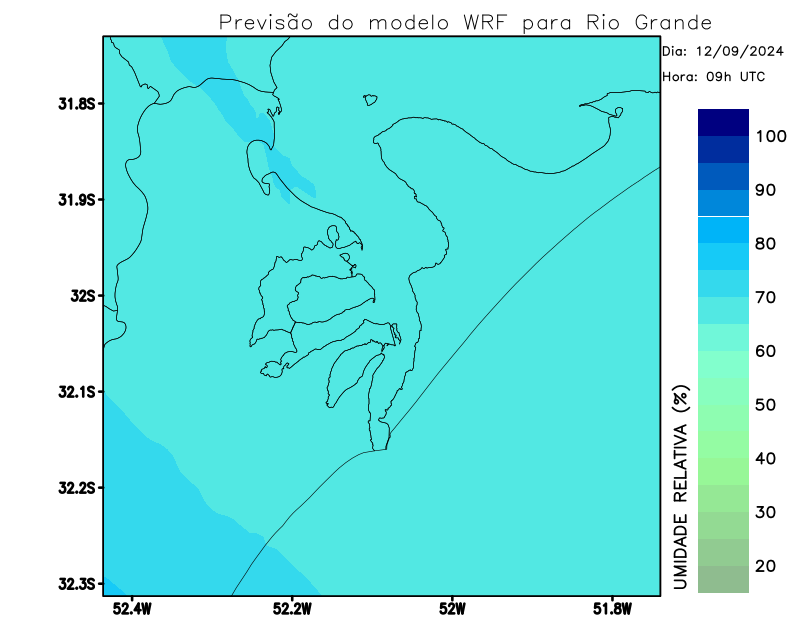 Previsão do modelo WRF para Rio Grande
Dia: 12/09/2024
Hora: 09h UTC
31.8S
31.9S
32S
32.1S
32.2S
32.3S
52.4W
52.2W
52W
51.8W
100
90
80
70
60
50
40
30
20
UMIDADE RELATIVA (%)